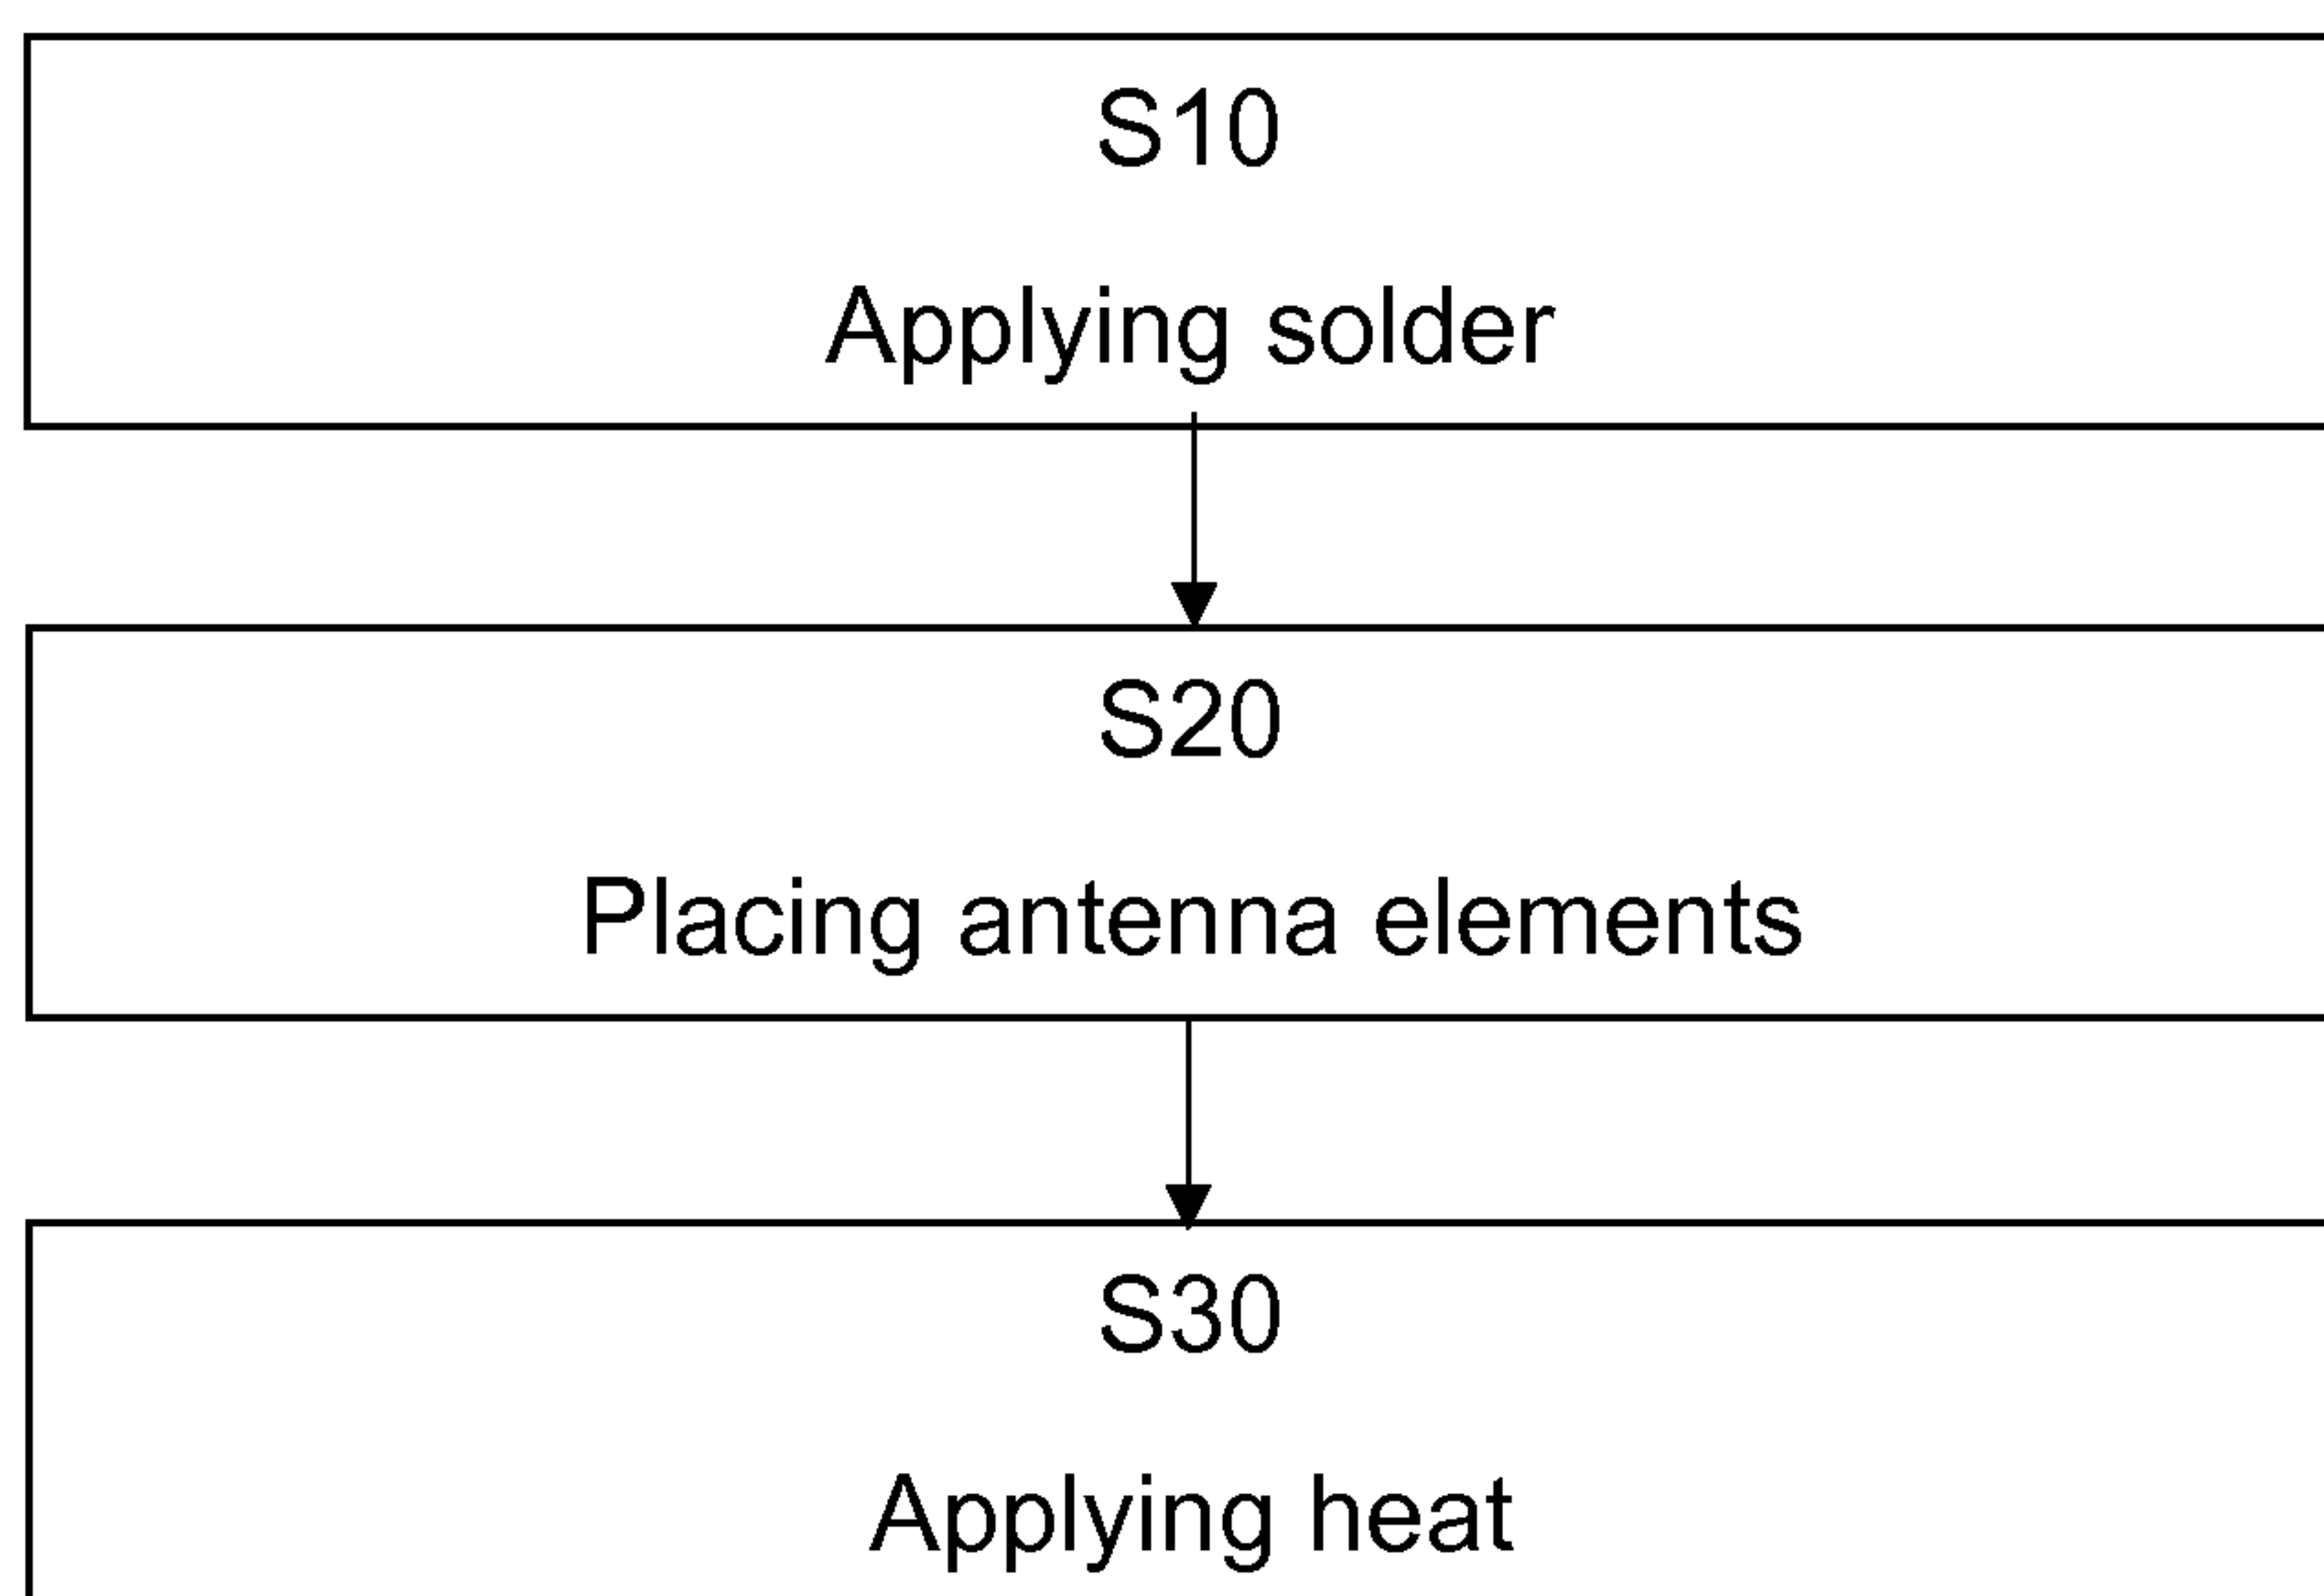 S10
Applying solder
S20
Placing antenna elements
S30
Applying heat